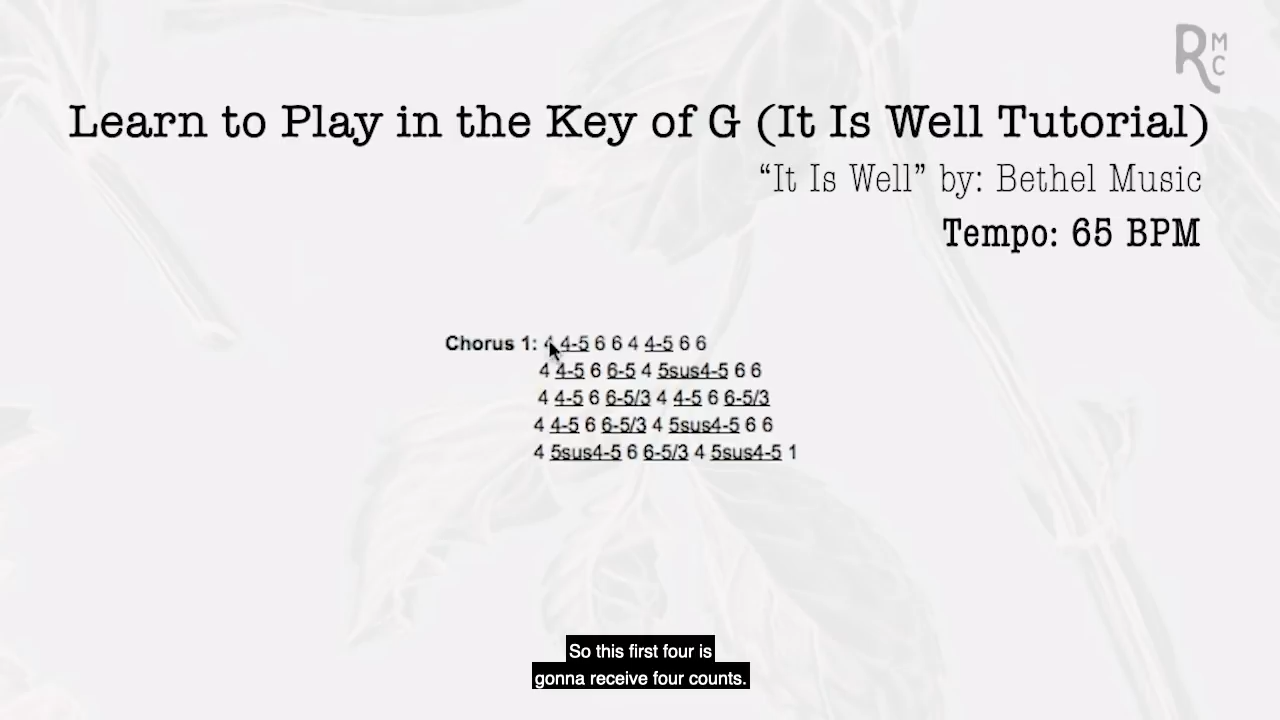 R M C
Learn to Play in the Key of G (It Is Well Tutorial)
“It Is Well” by: Bethel Music
Tempo: 65 BPM
Chorus 1: 4 4-5 6 6 4 4-5 6 6
4 4-5 6 6-5 4 5sus4-5 6 6
4 4-5 6 6-5/3 4 4-5 6 6-5/3
4 4-5 6 6-5/3 4 5sus4-5 6 6
4 5sus4-5 6 6-5/3 4 5sus4-5 1
So this first four is
gonna receive four counts.